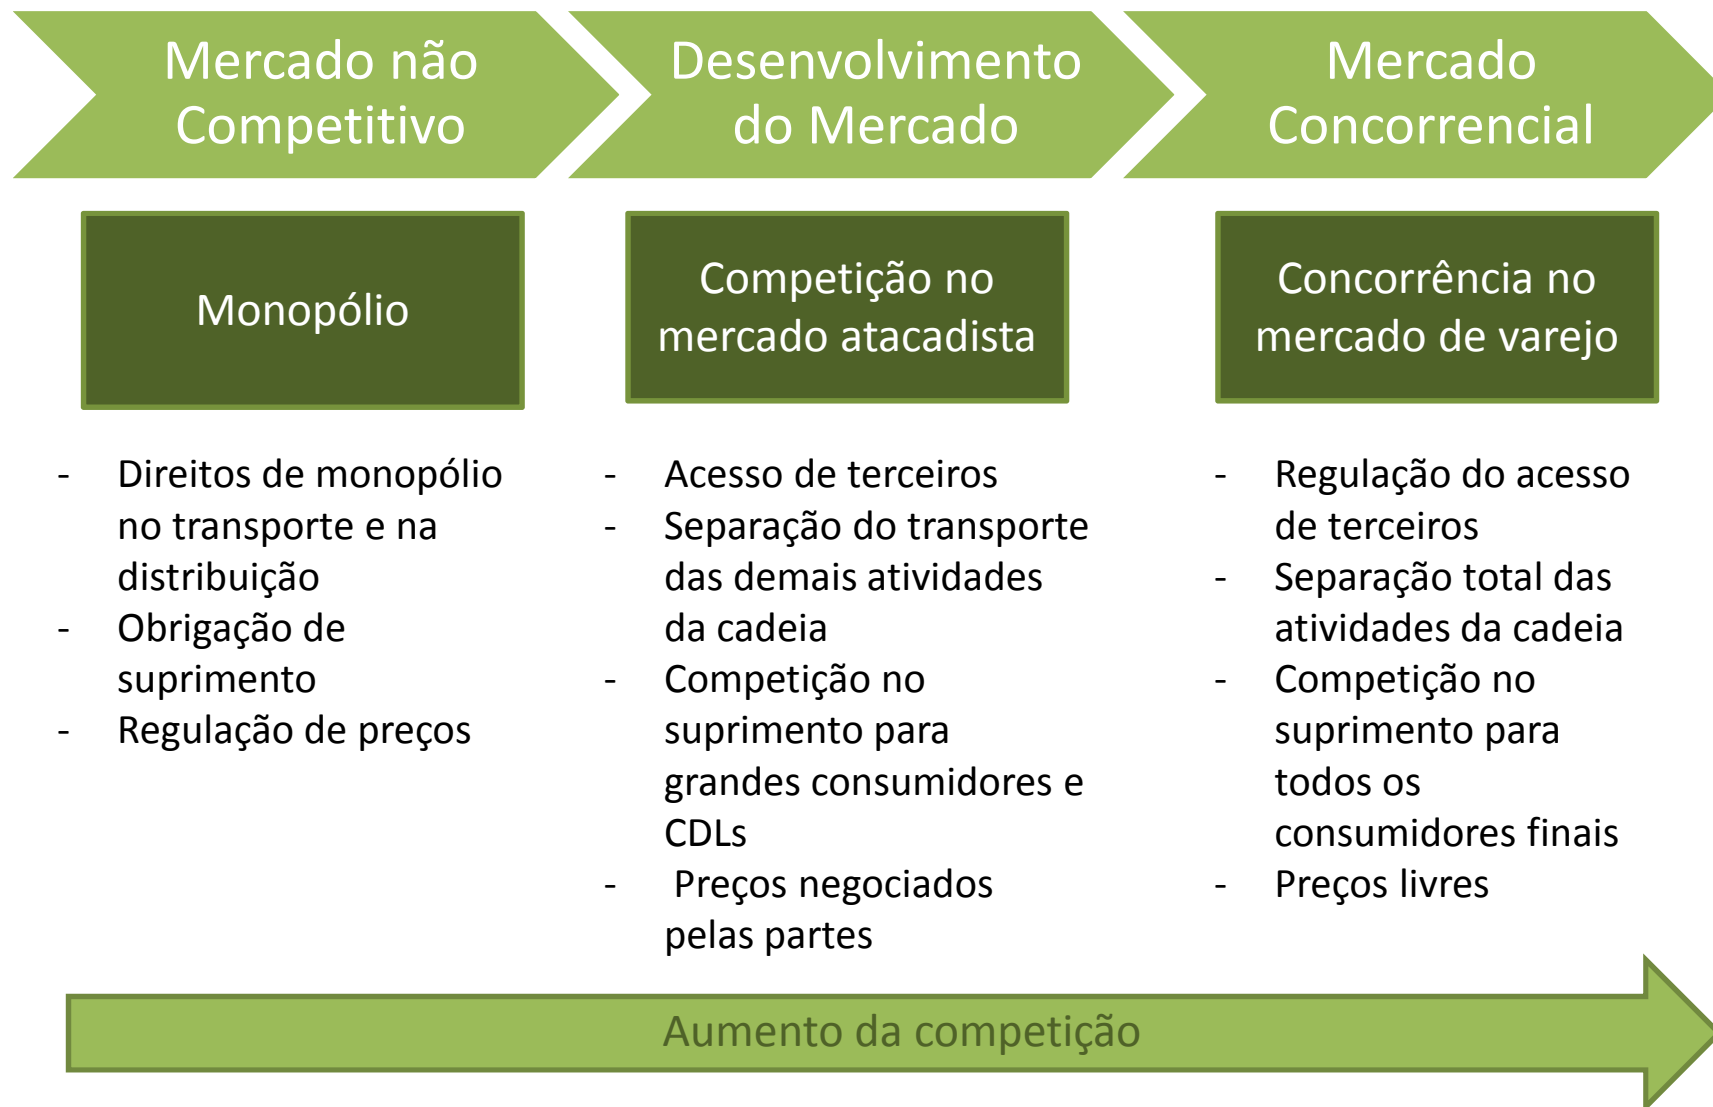 Mercado não
Competitivo
Desenvolvimento
do Mercado
Mercado
Concorrencial
Monopólio
Competição no
mercado atacadista
Concorrência no
mercado de varejo
- Direitos de monopólio
no transporte e na
distribuição
- Obrigação de
suprimento
- Regulação de preços
- Acesso de terceiros
- Separação do transporte
das demais atividades
da cadeia
- Competição no
suprimento para
grandes consumidores e
CDLs
- Preços negociados
pelas partes
- Regulação do acesso
de terceiros
- Separação total das
atividades da cadeia
- Competição no
suprimento para
todos os
consumidores finais
- Preços livres
Aumento da competição